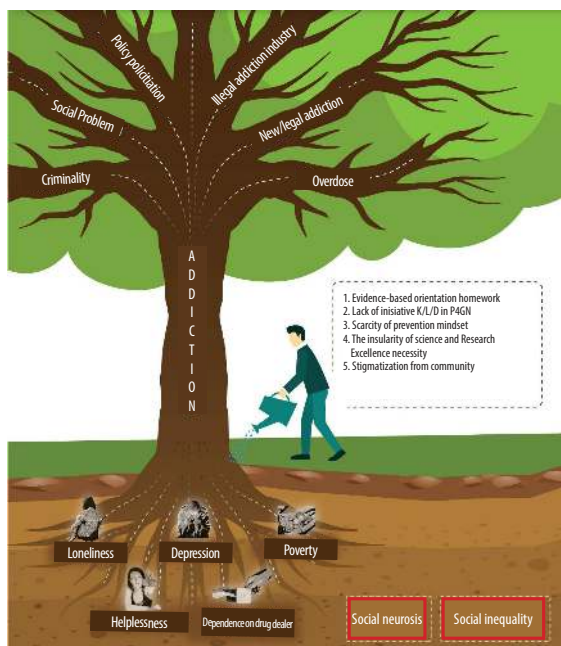 Policy policitation
Illegal addiction industry
Social Problem
New/legal addiction
Criminality
Overdose
ADDICTION
1. Evidence-based orientation homework
2. Lack of inisiative K/L/D in P4GN
3. Scarcity of prevention mindset
4. The insularity of science and Research
Excellence necessity
5. Stigmatization from community
Loneliness
Depression
Poverty
Helplessness
Dependence on drug dealer
Social neurosis
Social inequality